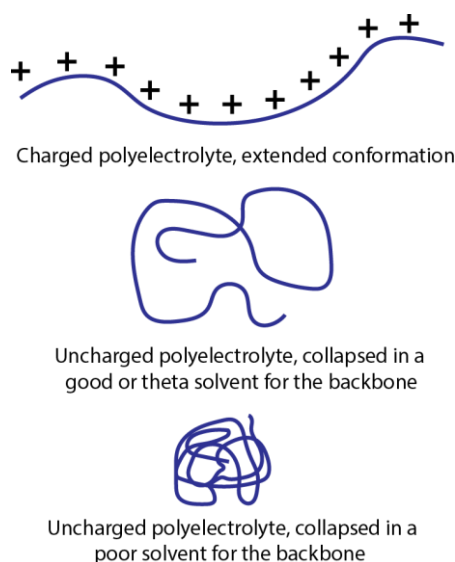 + + + + + + + + + + +
Charged polyelectrolyte, extended conformation
Uncharged polyelectrolyte, collapsed in a
good or theta solvent for the backbone
Uncharged polyelectrolyte, collapsed in a
poor solvent for the backbone